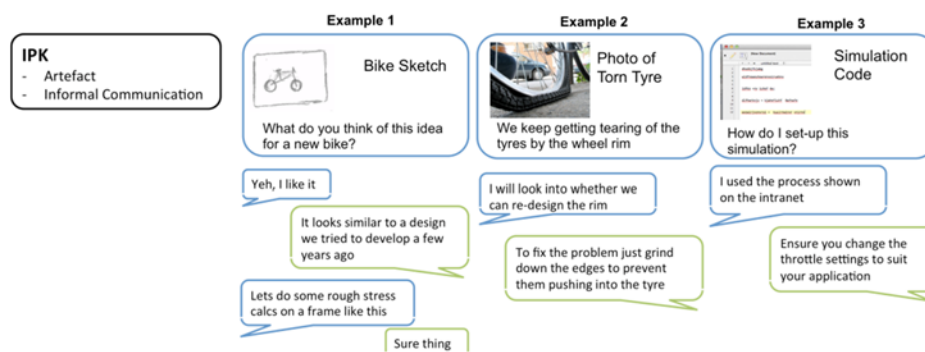 Example 1
Example 2
Example 3
IPK
- Artefact
- Informal Communication
Bike Sketch
What do you think of this idea
for a new bike?
Yeh, I like it
It looks similar to a design
we tried to develop a few
years ago
Lets do some rough stress
calcs on a frame like this
Sure thing
Photo of
Torn Tyre
We keep getting tearing of the
tyres by the wheel rim
I will look into whether we
can re-design the rim
To fix the problem just grind
down the edges to prevent
them pushing into the tyre
Simulation
Code
How do I set-up this
simulation?
I used the process shown
on the intranet
Ensure you change the
throttle settings to suit
your application